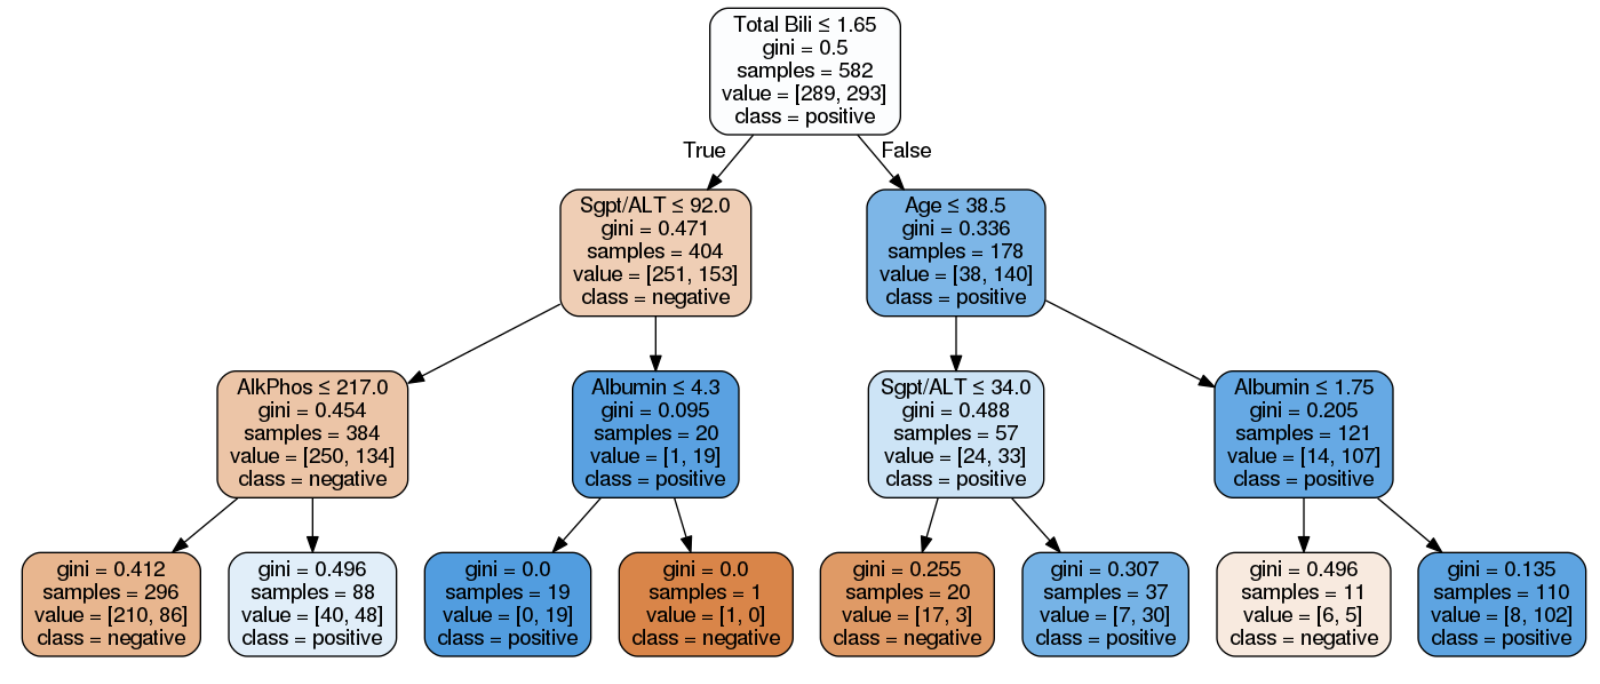 Total Bili ≤ 1.65
gini = 0.5
samples = 582
value = [289, 293]
class = positive
True
False
Sgpt/ALT ≤ 92.0
gini = 0.471
samples = 404
value = [251, 153]
class = negative
Age ≤ 38.5
gini = 0.336
samples = 178
value = [38, 140]
class = positive
AlkPhos ≤ 217.0
gini = 0.454
samples = 384
value = [250, 134]
class = negative
Albumin ≤ 4.3
gini = 0.095
samples = 20
value = [1, 19]
class = positive
Sgpt/ALT ≤ 34.0
gini = 0.488
samples = 57
value = [24, 33]
class = positive
Albumin ≤ 1.75
gini = 0.205
samples = 121
value = [14, 107]
class = positive
gini = 0.412
samples = 296
value = [210, 86]
class = negative
gini = 0.496
samples = 88
value = [40, 48]
class = positive
gini = 0.0
samples = 19
value = [0, 19]
class = positive
gini = 0.0
samples = 1
value = [1, 0]
class = negative
gini = 0.255
samples = 20
value = [17, 3]
class = negative
gini = 0.307
samples = 37
value = [7, 30]
class = positive
gini = 0.496
samples = 11
value = [6, 5]
class = negative
gini = 0.135
samples = 110
value = [8, 102]
class = positive